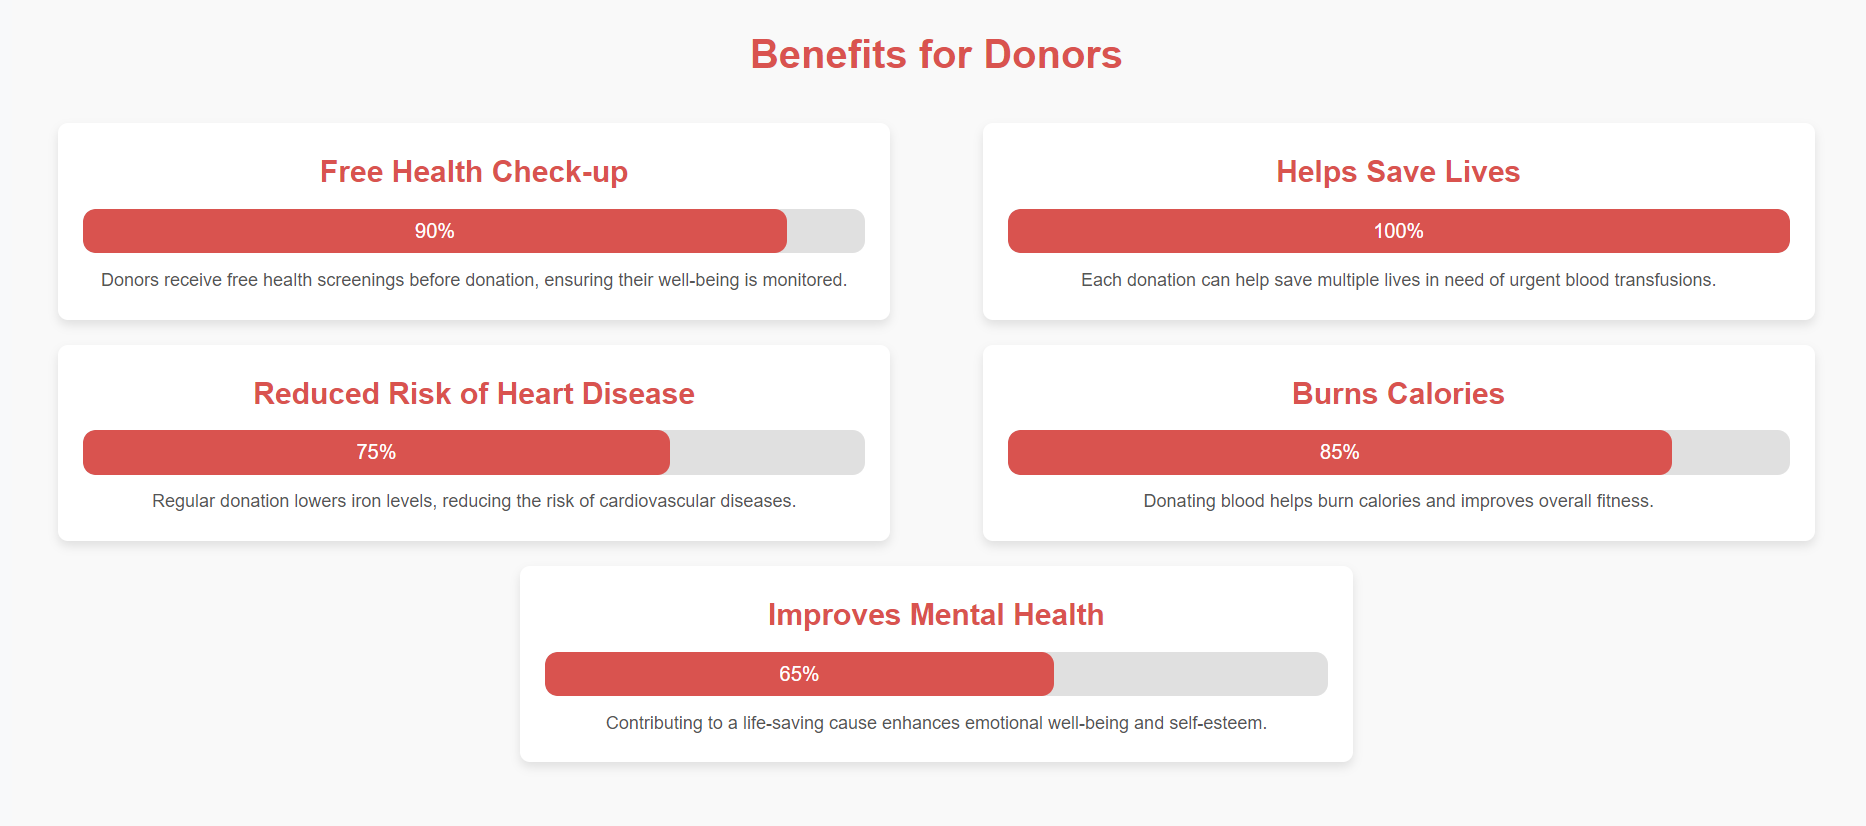 Benefits for Donors
Free Health Check-up
90%
Donors receive free health screenings before donation, ensuring their well-being is monitored.
Helps Save Lives
100%
Each donation can help save multiple lives in need of urgent blood transfusions.
Reduced Risk of Heart Disease
75%
Regular donation lowers iron levels, reducing the risk of cardiovascular diseases.
Burns Calories
85%
Donating blood helps burn calories and improves overall fitness.
Improves Mental Health
65%
Contributing to a life-saving cause enhances emotional well-being and self-esteem.